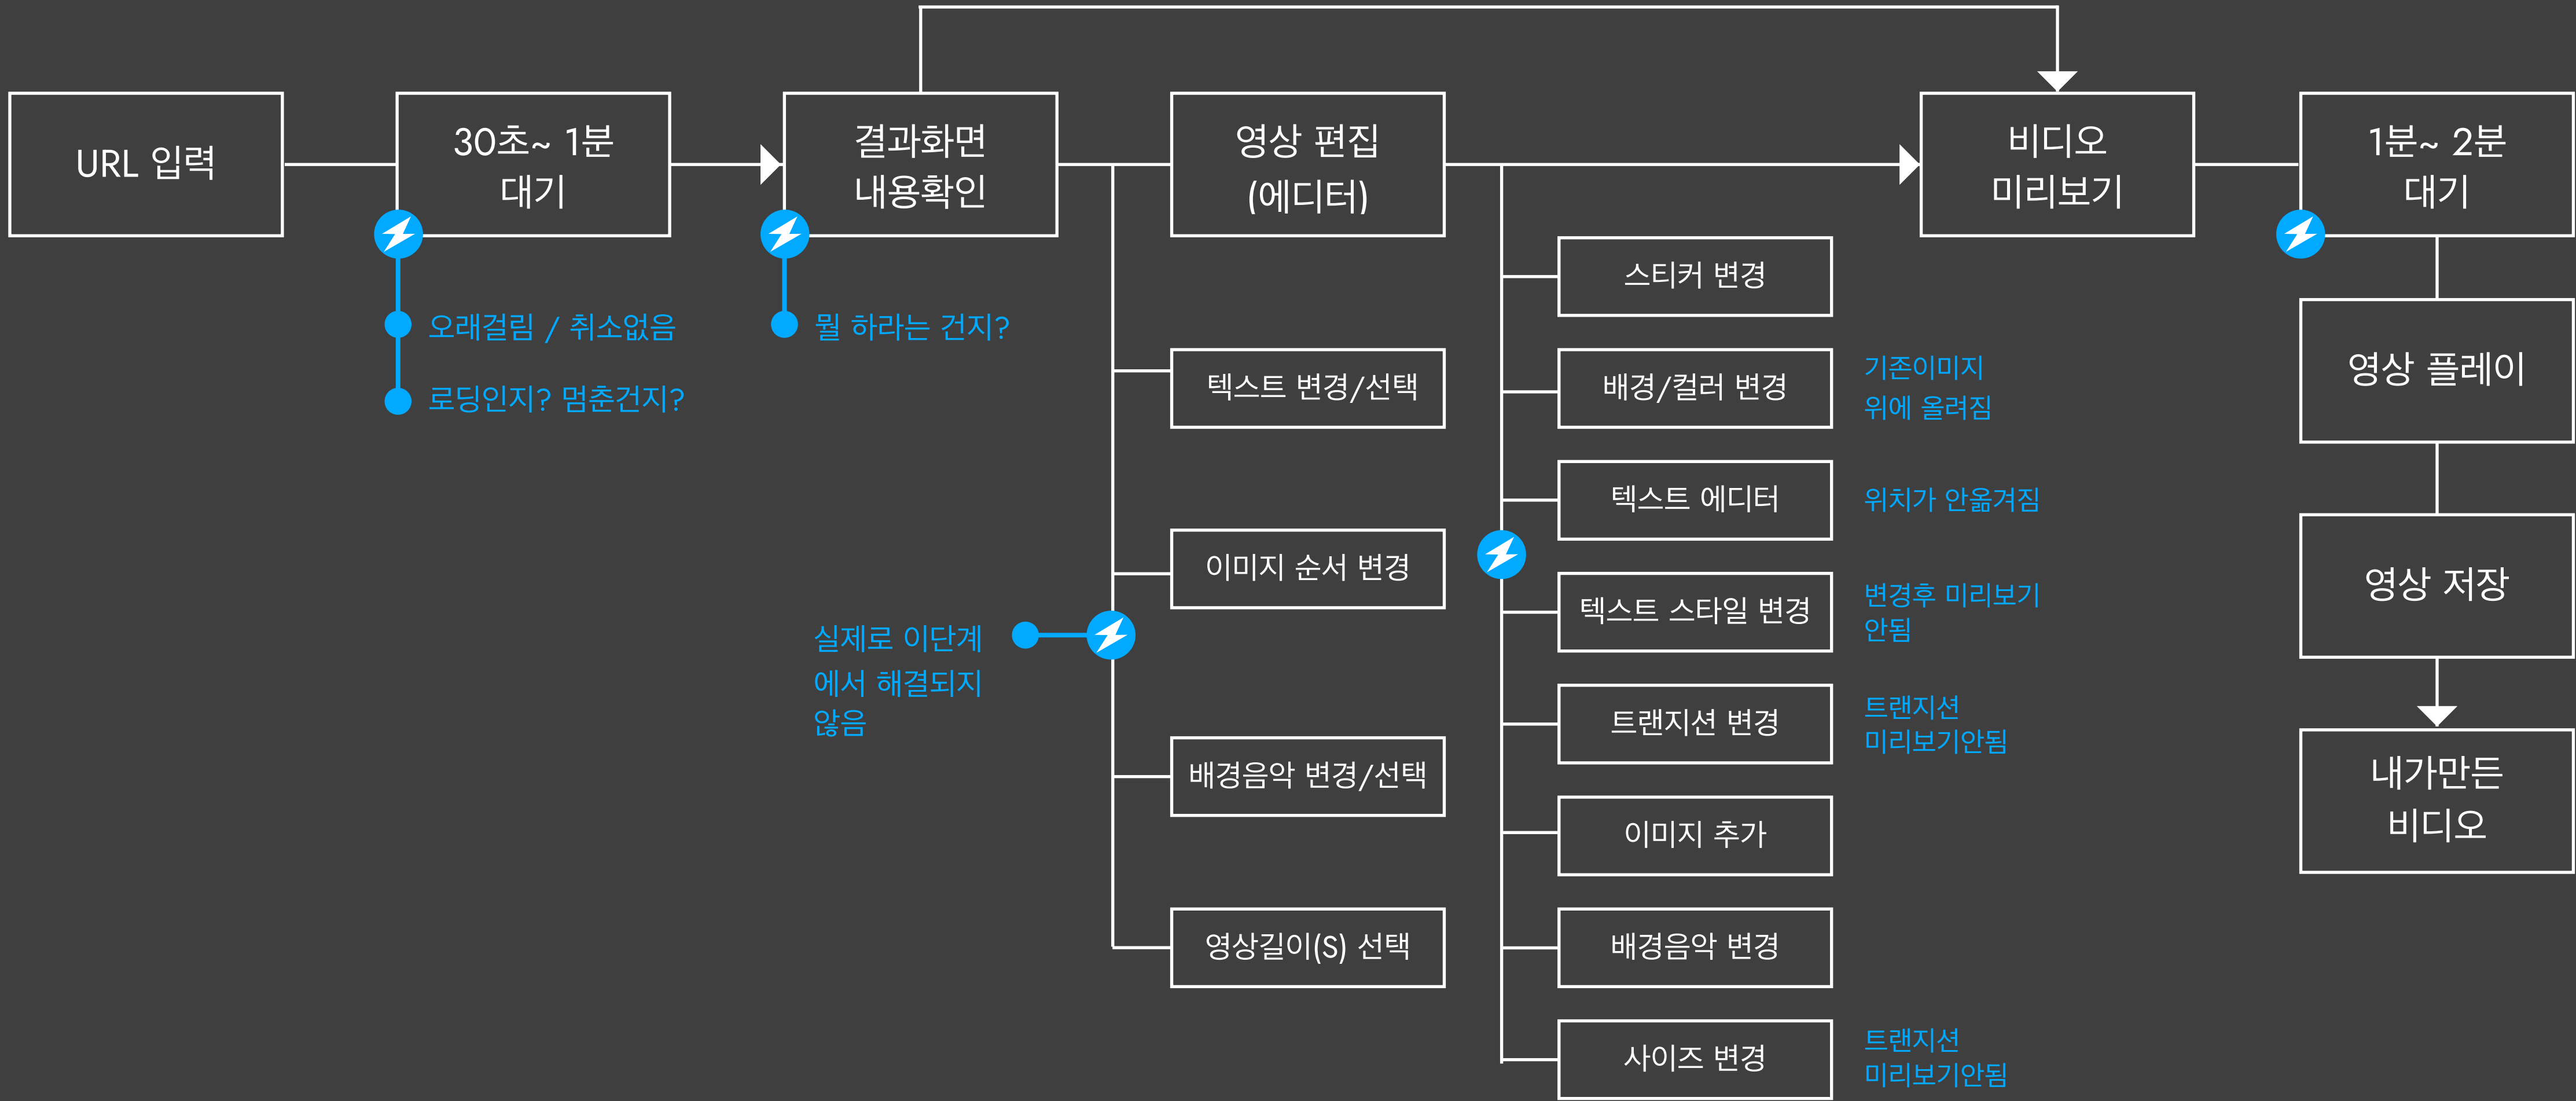 URL 입력
30초~ 1분
대기
오래걸림 / 취소없음
로딩인지? 멈춘건지?
결과화면
내용확인
뭘 하라는 건지?
실제로 이단계
에서 해결되지
않음
영상 편집
(에디터)
텍스트 변경/선택
이미지 순서 변경
배경음악 변경/선택
영상길이(S) 선택
스티커 변경
배경/컬러 변경
기존이미지
위에 올려짐
텍스트 에디터
위치가 안옮겨짐
텍스트 스타일 변경
변경후 미리보기
안됨
트랜지션 변경
트랜지션
미리보기안됨
이미지 추가
배경음악 변경
사이즈 변경
트랜지션
미리보기안됨
비디오
미리보기
1분~ 2분
대기
영상 플레이
영상 저장
내가만든
비디오